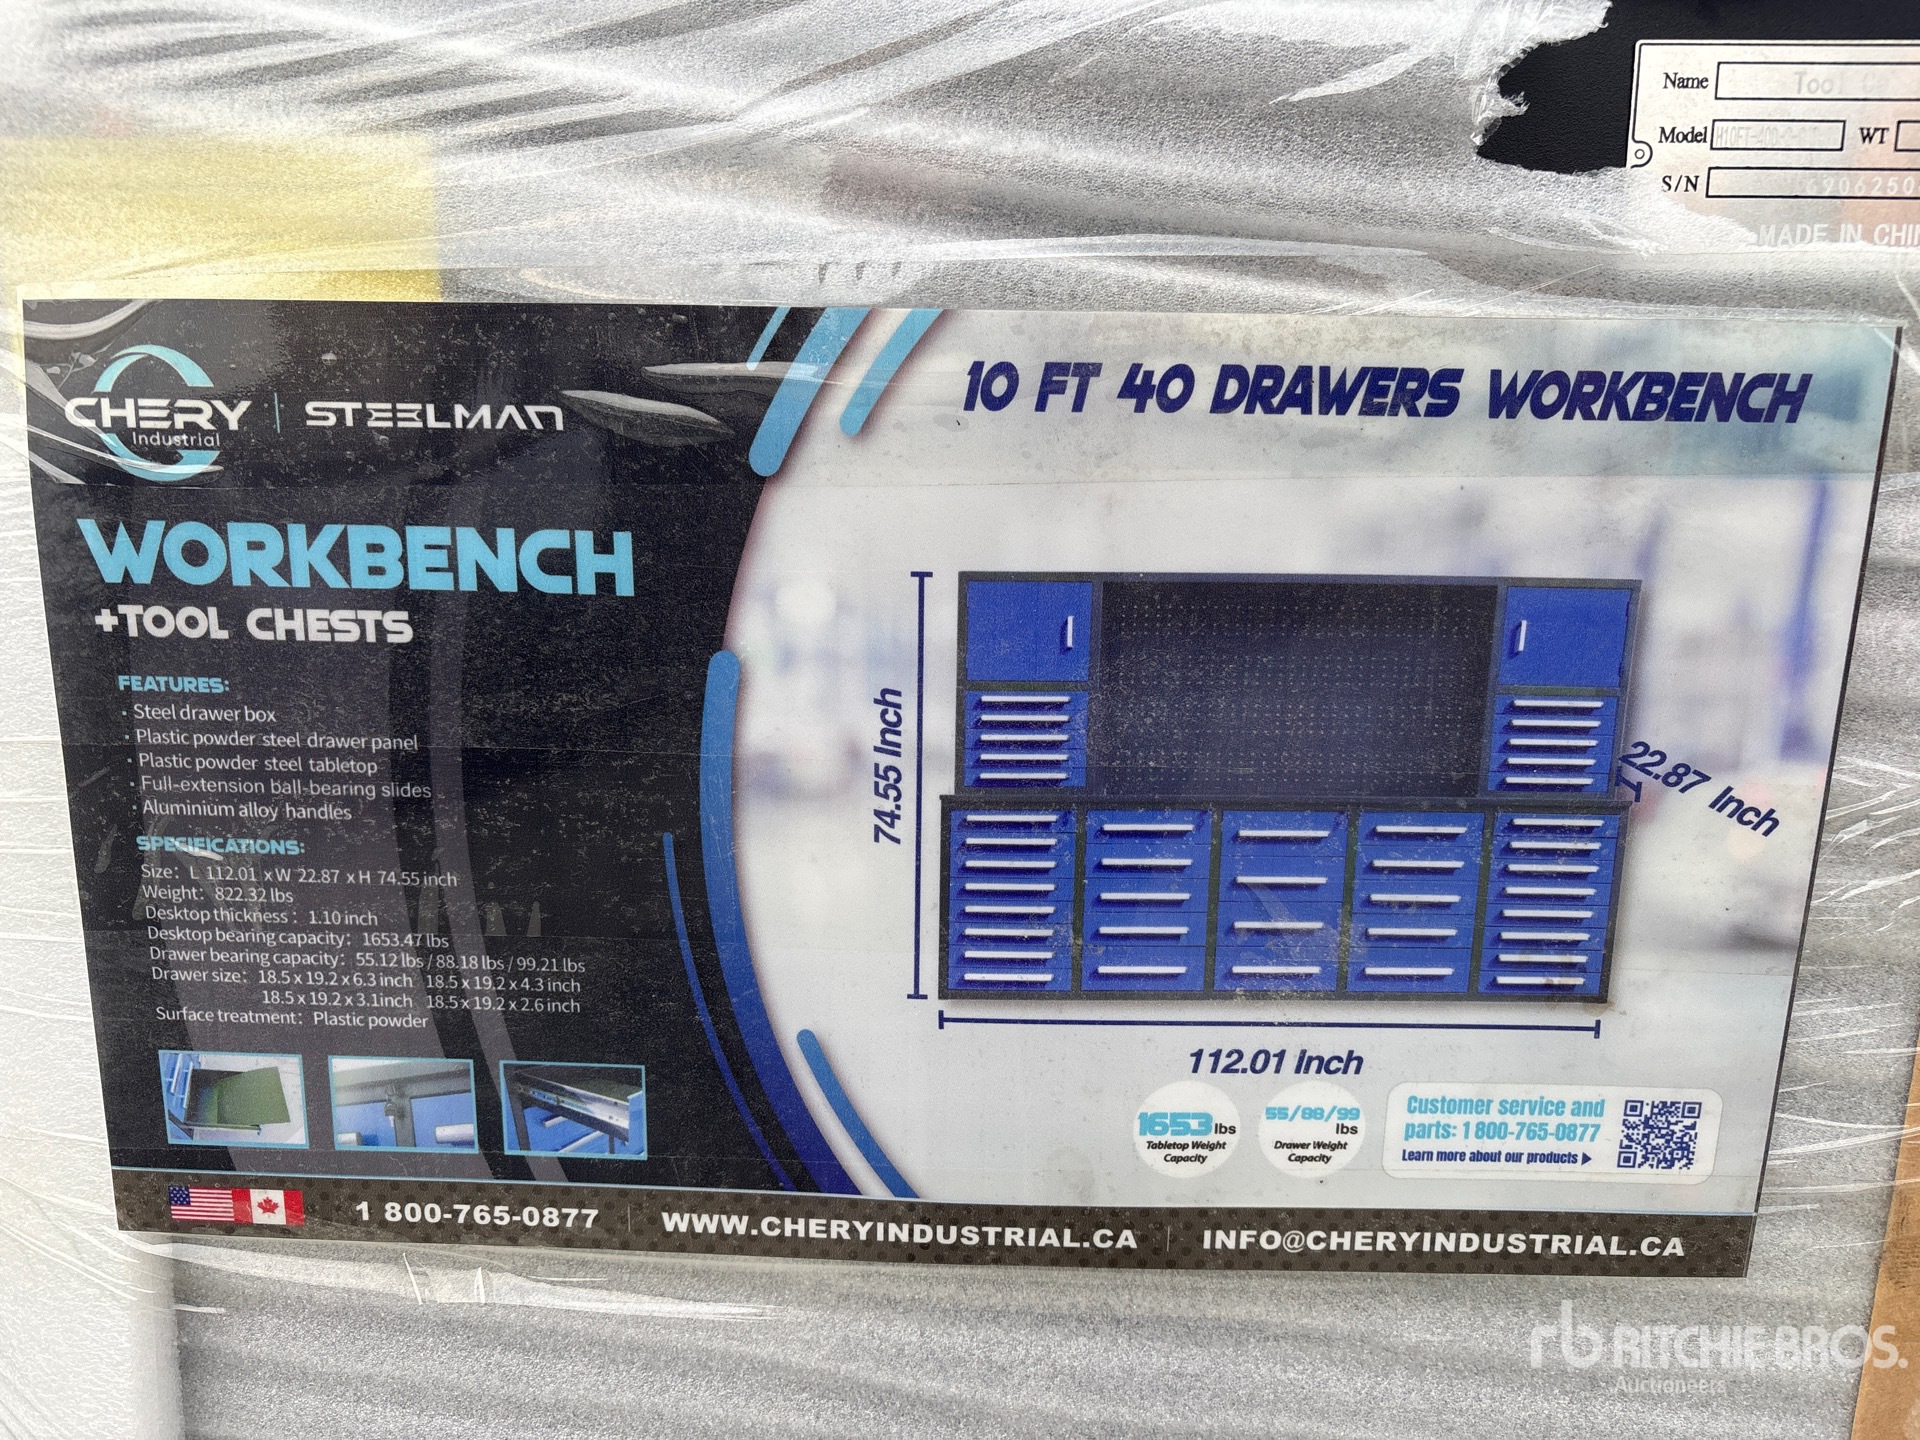 Name Tool
Model WT
S/N 6906250
MADE IN CHI
CHERY Industrial | STEELMAN
10 FT 40 DRAWERS WORKBENCH
WORKBENCH
+TOOL CHESTS
FEATURES:
· Steel drawer box
· Plastic powder steel drawer panel
· Plastic powder steel tabletop
· Full-extension ball-bearing slides
· Aluminium alloy handles
SPECIFICATIONS:
Size: L 112.01 x W 22.87 x H 74.55 inch
Weight: 822.32 lbs
Desktop thickness: 1.10 inch
Desktop bearing capacity: 1653.47 lbs
Drawer bearing capacity: 55.12 lbs / 88.18 lbs / 99.21 lbs
Drawer size: 18.5 x 19.2 x 6.3 inch 18.5 x 19.2 x 4.3 inch
18.5 x 19.2 x 3.1inch 18.5 x 19.2 x 2.6 inch
Surface treatment: Plastic powder
74.55 Inch
22.87 Inch
112.01 Inch
1653 lbs
Tabletop Weight
Capacity
55/88/99
lbs
Drawer Weight
Capacity
Customer service and
parts: 1 800-765-0877
Learn more about our products ▶
1 800-765-0877 | WWW.CHERYINDUSTRIAL.CA | INFO@CHERYINDUSTRIAL.CA
rb RITCHIE BROS.
Auctioneers